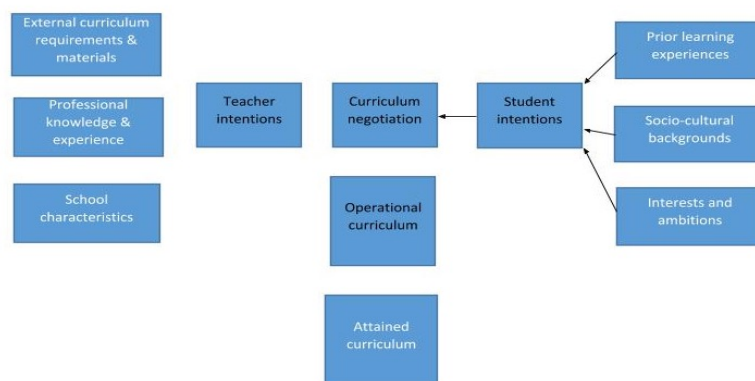 External curriculum
requirements &
materials
Professional
knowledge &
experience
School
characteristics
Teacher
intentions
Curriculum
negotiation
Operational
curriculum
Attained
curriculum
Student
intentions
Prior learning
experiences
Socio-cultural
backgrounds
Interests and
ambitions